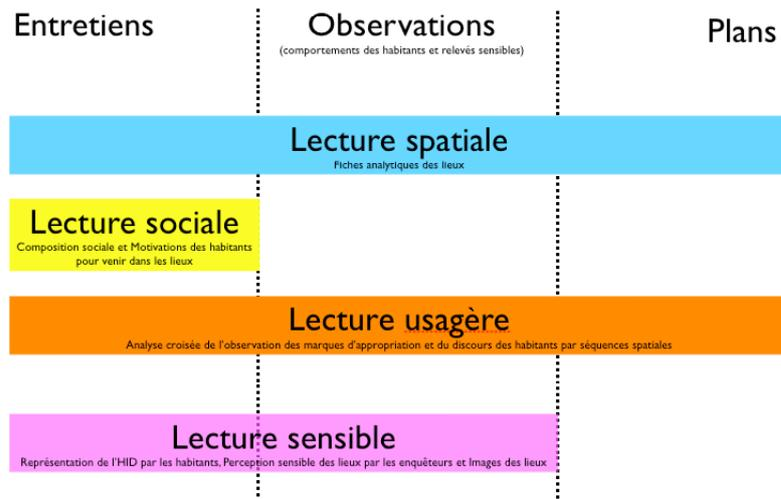 Entretiens
Observations
(comportements des habitants et relevés sensibles)
Plans
Lecture spatiale
Fiches analytiques des lieux
Lecture sociale
Composition sociale et Motivations des habitants
pour venir dans les lieux
Lecture usagère
Analyse croisée de l'observation des marques d'appropriation et du discours des habitants par séquences spatiales
Lecture sensible
Représentation de l'HID par les habitants, Perception sensible des lieux par les enquêteurs et Images des lieux